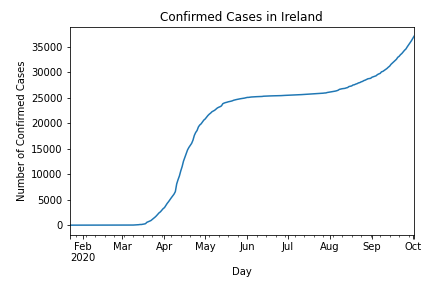 Confirmed Cases in Ireland
Number of Confirmed Cases
35000
30000
25000
20000
15000
10000
5000
0
Feb Mar Apr May Jun Jul Aug Sep Oct
2020
Day